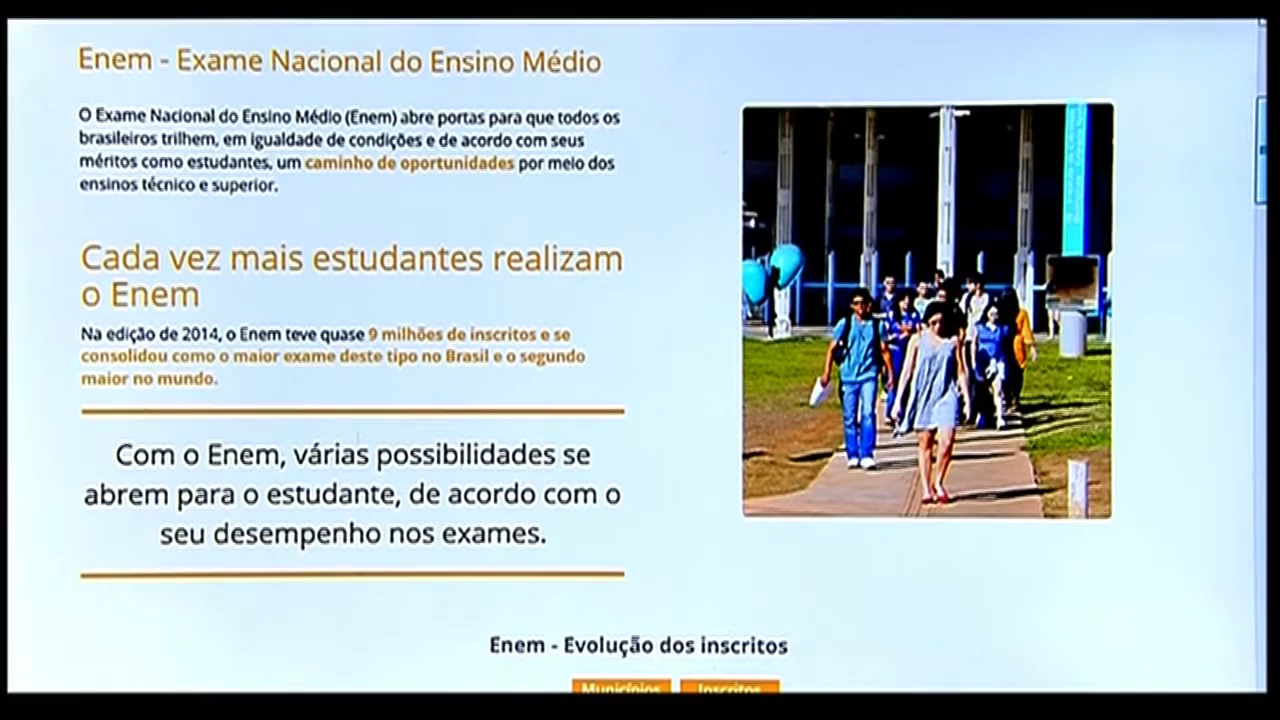 Enem - Exame Nacional do Ensino Médio
O Exame Nacional do Ensino Médio (Enem) abre portas para que todos os
brasileiros trilhem, em igualdade de condições e de acordo com seus
méritos como estudantes, um caminho de oportunidades por meio dos
ensinos técnico e superior.
Cada vez mais estudantes realizam
o Enem
Na edição de 2014, o Enem teve quase 9 milhões de inscritos e se
consolidou como o maior exame deste tipo no Brasil e o segundo
maior no mundo.
Com o Enem, várias possibilidades se
abrem para o estudante, de acordo com o
seu desempenho nos exames.
Enem - Evolução dos inscritos
Municípios Inscritos